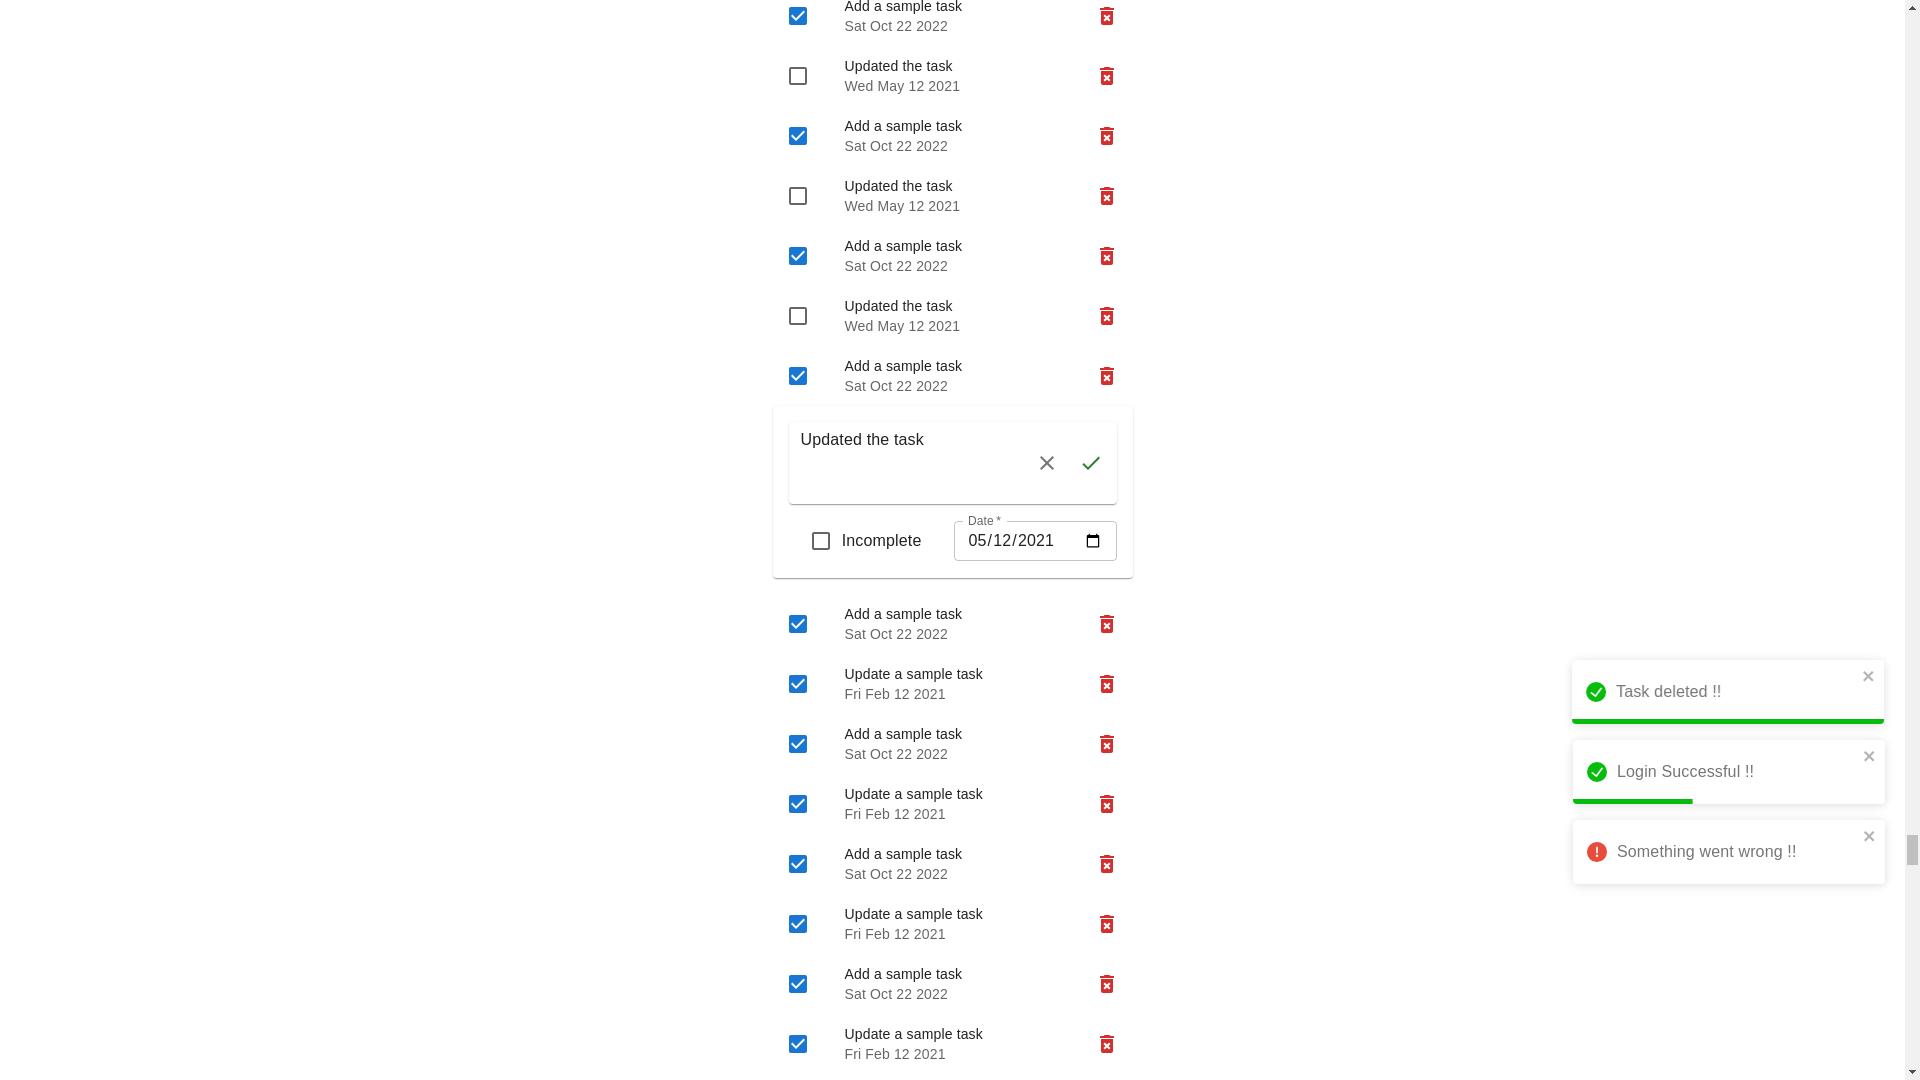 Add a sample task
Sat Oct 22 2022
Updated the task
Wed May 12 2021
Add a sample task
Sat Oct 22 2022
Updated the task
Wed May 12 2021
Add a sample task
Sat Oct 22 2022
Updated the task
Wed May 12 2021
Add a sample task
Sat Oct 22 2022
Updated the task
Incomplete
Date *
05/12/2021
Add a sample task
Sat Oct 22 2022
Update a sample task
Fri Feb 12 2021
Add a sample task
Sat Oct 22 2022
Update a sample task
Fri Feb 12 2021
Add a sample task
Sat Oct 22 2022
Update a sample task
Fri Feb 12 2021
Add a sample task
Sat Oct 22 2022
Update a sample task
Fri Feb 12 2021
Task deleted !!
Login Successful !!
Something went wrong !!